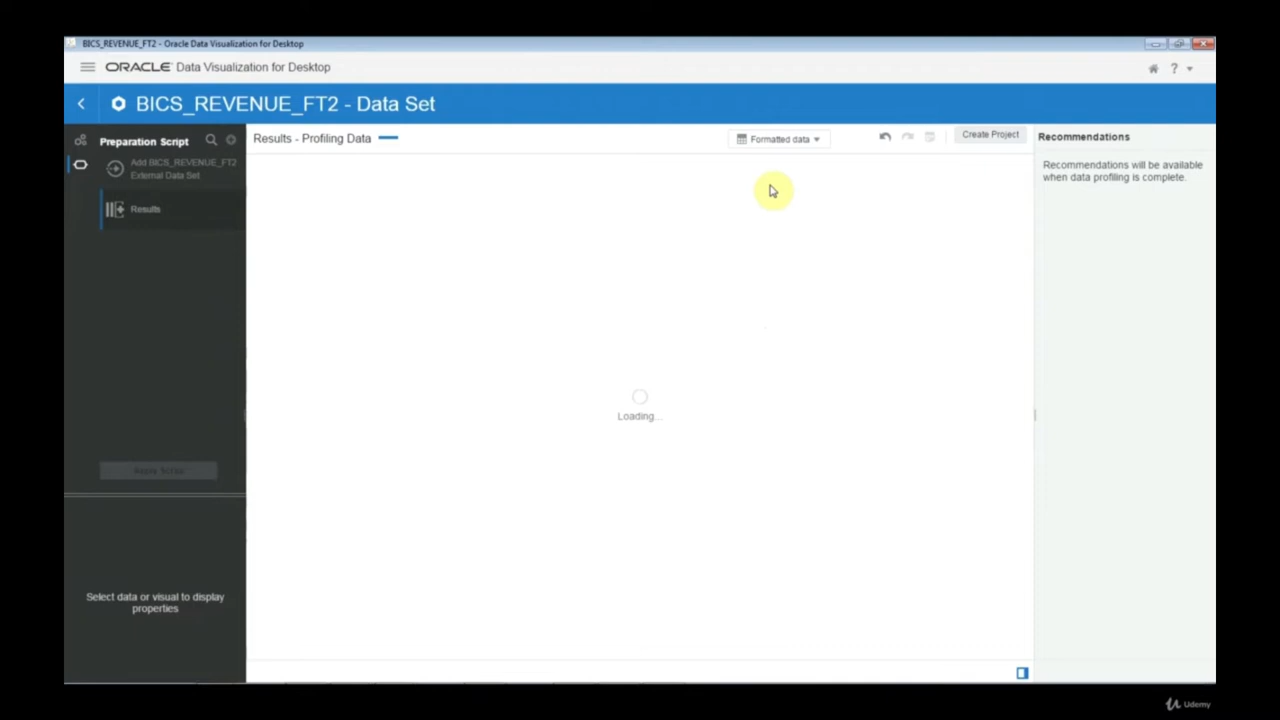 BICS_REVENUE_FT2 - Oracle Data Visualization for Desktop
ORACLE Data Visualization for Desktop
?
BICS_REVENUE_FT2 - Data Set
Preparation Script
Add BICS_REVENUE_FT2
External Data Set
Results
Select data or visual to display
properties
Results - Profiling Data
Formatted data
Create Project
Loading...
Recommendations
Recommendations will be available
when data profiling is complete.
Udemy